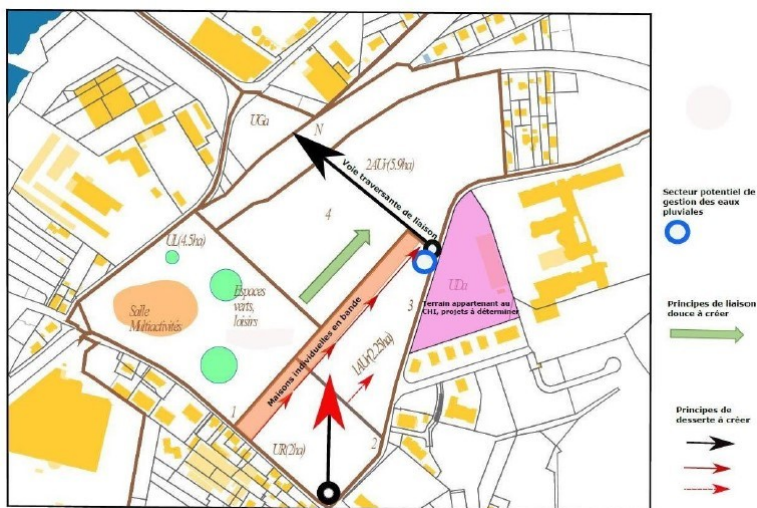 UGa
N
2AU(5.9ha)
Voie traversante de liaison
4
UL(4.5ha)
Espaces
verts,
loisirs
Salle
Multiactivités
UDa
Terrain appartenant au
CHI, projets à déterminer
3
Maisons individuelles en bande
1AU(2.25ha)
1
UR(2ha)
2
Secteur potentiel de
gestion des eaux
pluviales
Principes de liaison
douce à créer
Principes de
desserte à créer